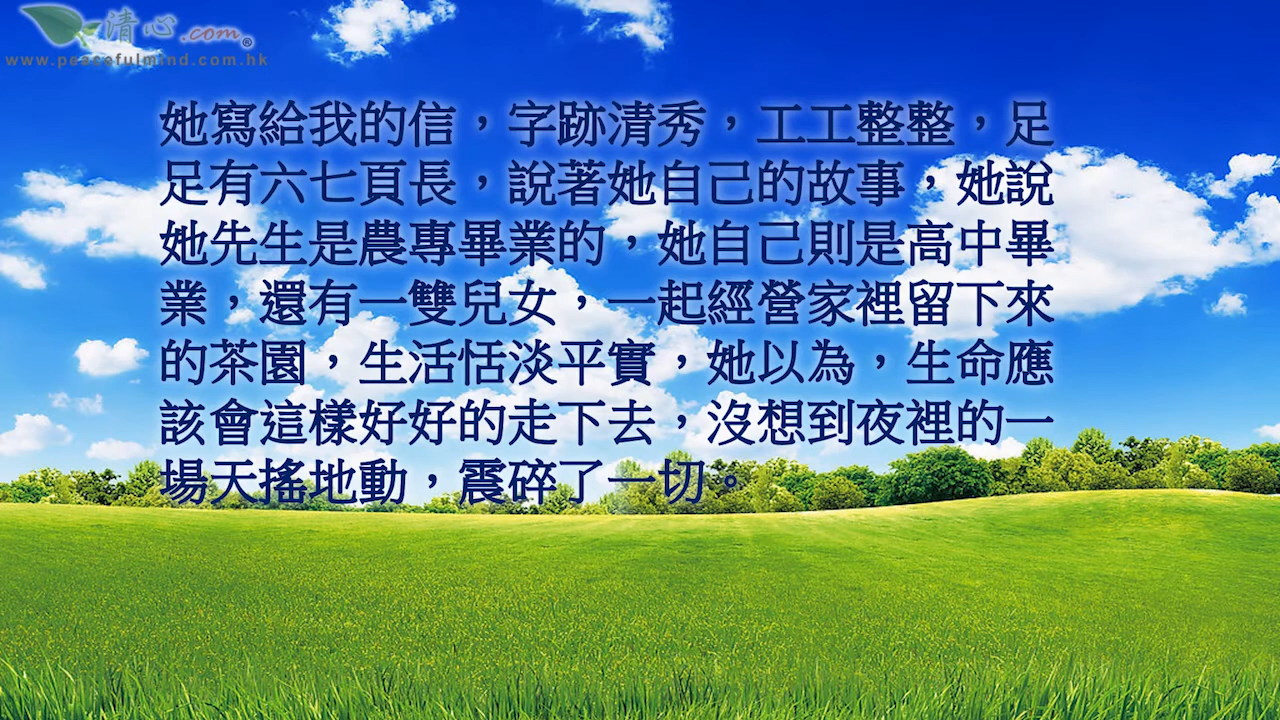 清心.com®
www.peacefulmind.com.hk
她寫給我的信，字跡清秀，工工整整，足
足有六七頁長，說著她自己的故事，她說
她先生是農專畢業的，她自己則是高中畢
業，還有一雙兒女，一起經營家裡留下來
的茶園，生活恬淡平實，她以為，生命應
該會這樣好好的走下去，沒想到夜裡的一
場天搖地動，震碎了一切。